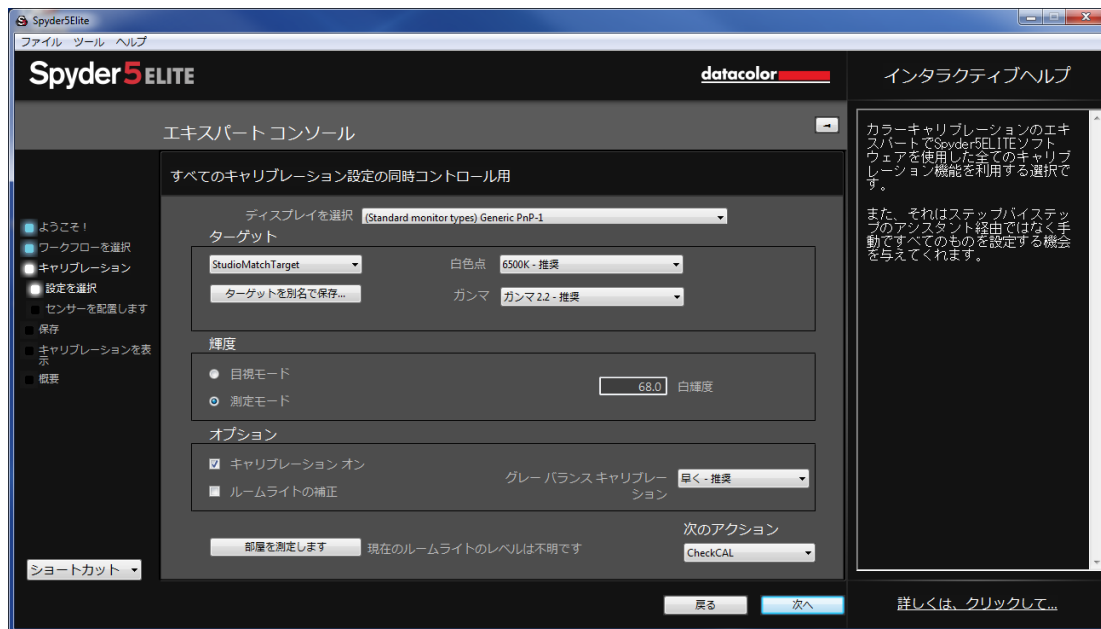 Spyder5Elite
ファイル ツール ヘルプ
Spyder5ELITE
datacolor
インタラクティブヘルプ
エキスパート コンソール
すべてのキャリブレーション設定の同時コントロール用
ディスプレイを選択 (Standard monitor types) Generic PnP-1
ターゲット
StudioMatchTarget 白色点 6500K - 推奨
ターゲットを別名で保存... ガンマ ガンマ 2.2 - 推奨
輝度
目視モード
68.0 白輝度
測定モード
オプション
キャリブレーション オン
グレー バランス キャリブレー
ション
早く - 推奨
ルームライトの補正
部屋を測定します 現在のルームライトのレベルは不明です
次のアクション
CheckCAL
戻る 次へ
ようこそ !
ワークフローを選択
キャリブレーション
設定を選択
センサーを配置します
保存
キャリブレーションを表
示
概要
ショートカット
カラーキャリブレーションのエキ
スパートでSpyder5ELITEソフト
ウェアを使用した全てのキャリブ
レーション機能を利用する選択で
す。
また、それはステップバイステッ
プのアシスタント経由ではなく手
動ですべてのものを設定する機会
を与えてくれます。
詳しくは、クリックして...